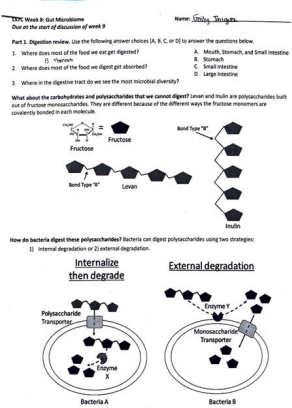 LS7C Week 8: Gut Microbiome Name: Emily
Due at the start of discussion of week 9
Part 1. Digestion review. Use the following answer choices [A, B, C, or D] to answer the questions below.
1. Where does most of the food we eat get digested?
B Stomach
2. Where does most of the food we digest get absorbed?
3. Where in the digestive tract do we see the most microbial diversity?
A. Mouth, Stomach, and Small Intestine
B. Stomach
C. Small Intestine
D. Large Intestine
What about the carbohydrates and polysaccharides that we cannot digest? Levan and Inulin are polysaccharides built
out of fructose monosaccharides. They are different because of the different ways the fructose monomers are
covalently bonded in each molecule.
Fructose
=
Fructose
Bond Type "A"
Levan
Bond Type "B"
Inulin
How do bacteria digest these polysaccharides? Bacteria can digest polysaccharides using two strategies:
1) internal degradation or 2) external degradation.
Internalize
then degrade
Polysaccharide
Transporter
Enzyme
X
Bacteria A
External degradation
Enzyme Y
Monosaccharide
Transporter
Bacteria B